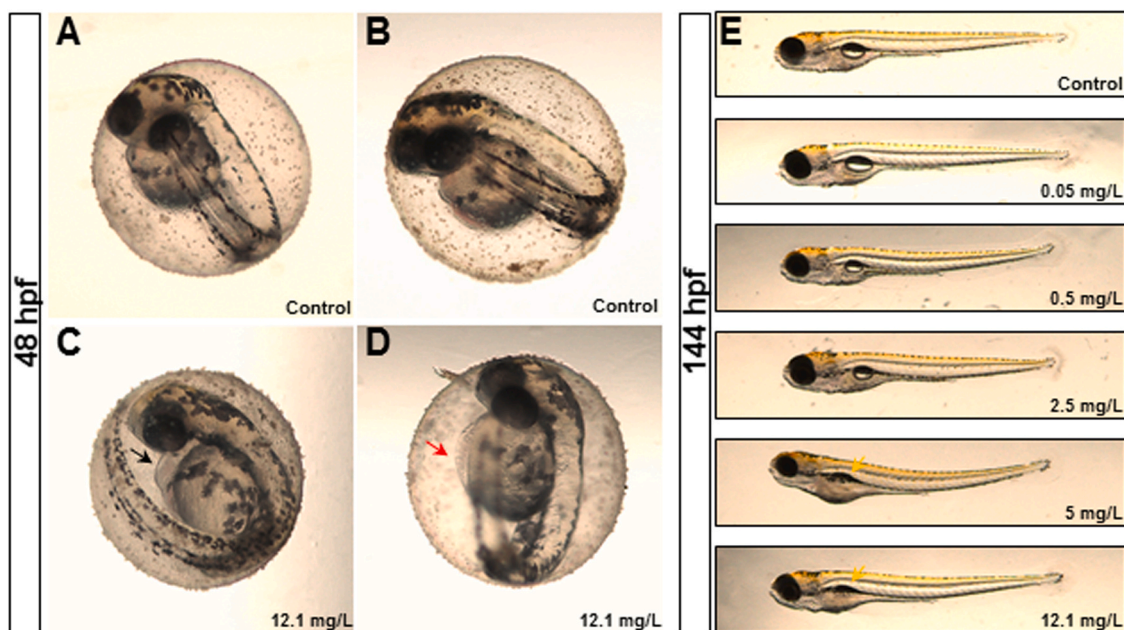 48 hpf
A
Control
B
Control
C
12.1 mg/L
D
12.1 mg/L
144 hpf
E
Control
0.05 mg/L
0.5 mg/L
2.5 mg/L
5 mg/L
12.1 mg/L